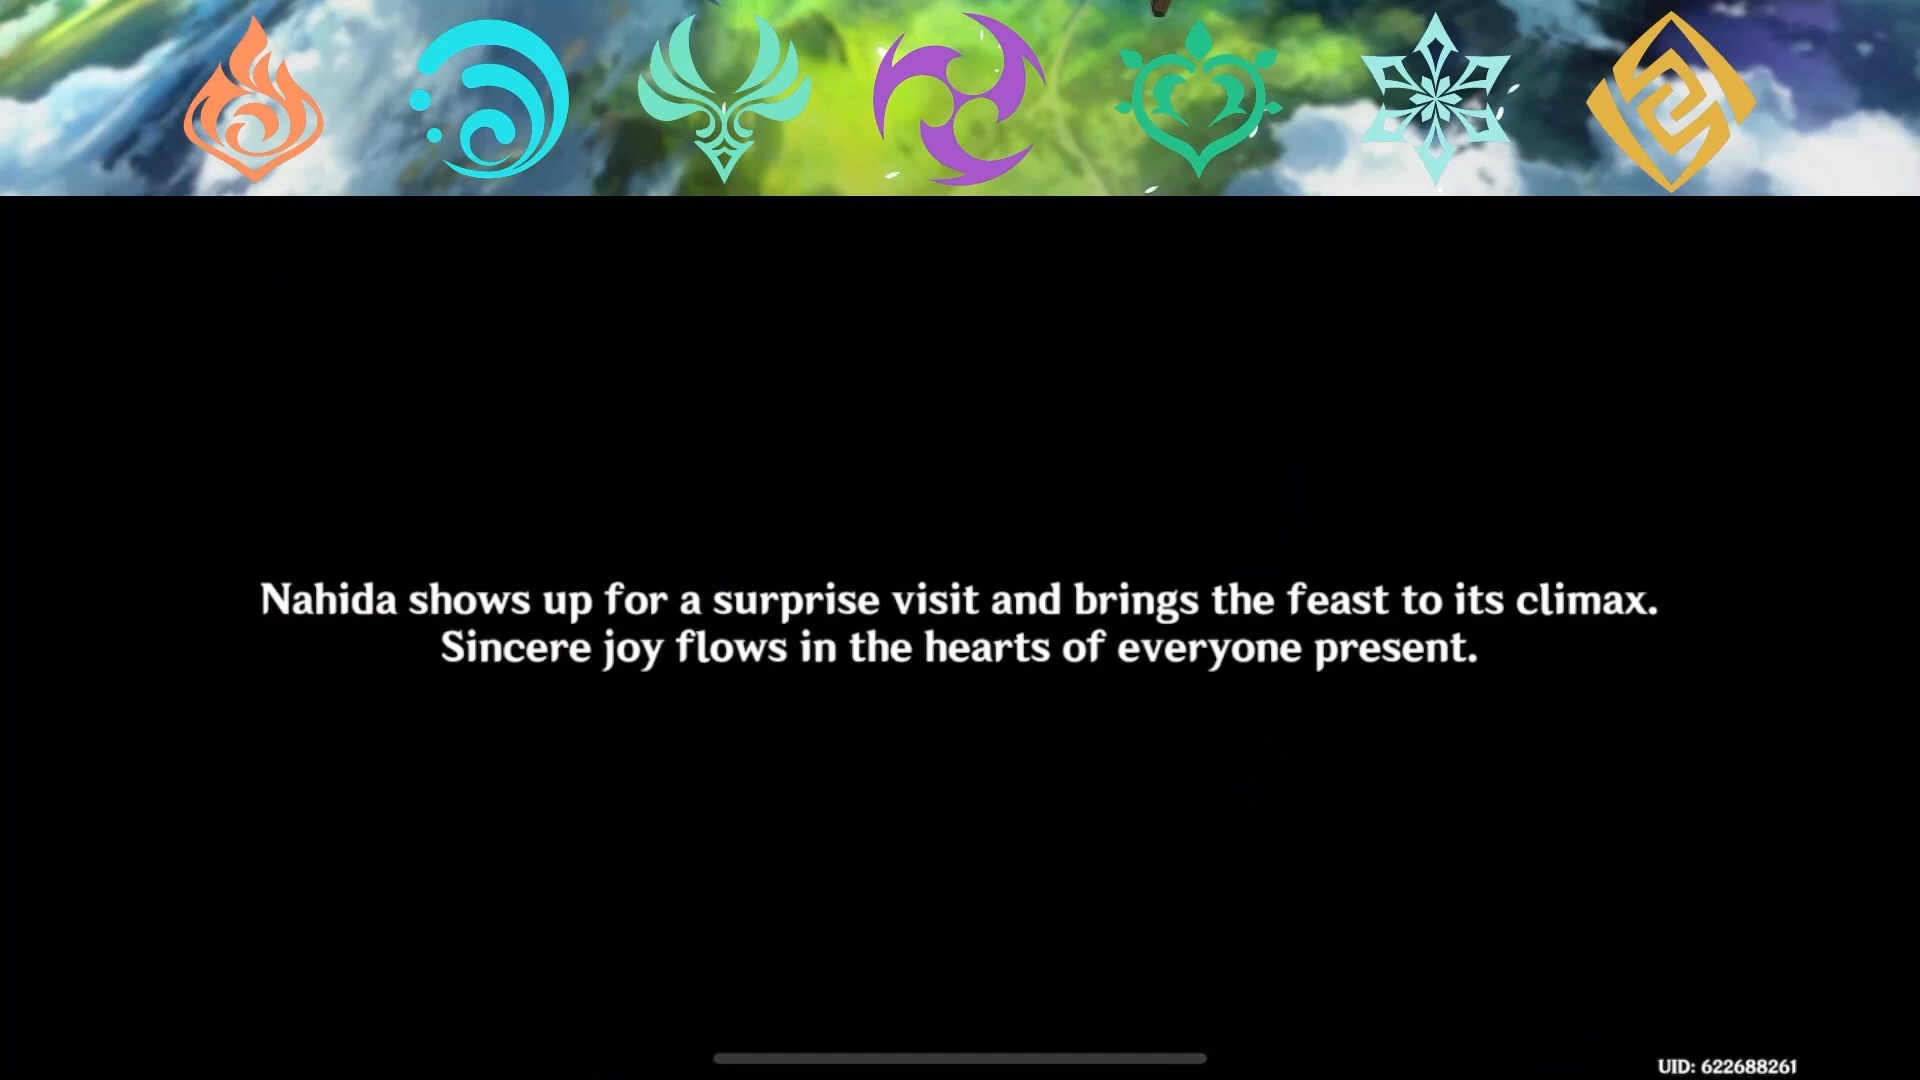 Nahida shows up for a surprise visit and brings the feast to its climax.
Sincere joy flows in the hearts of everyone present.
UID: 622688261